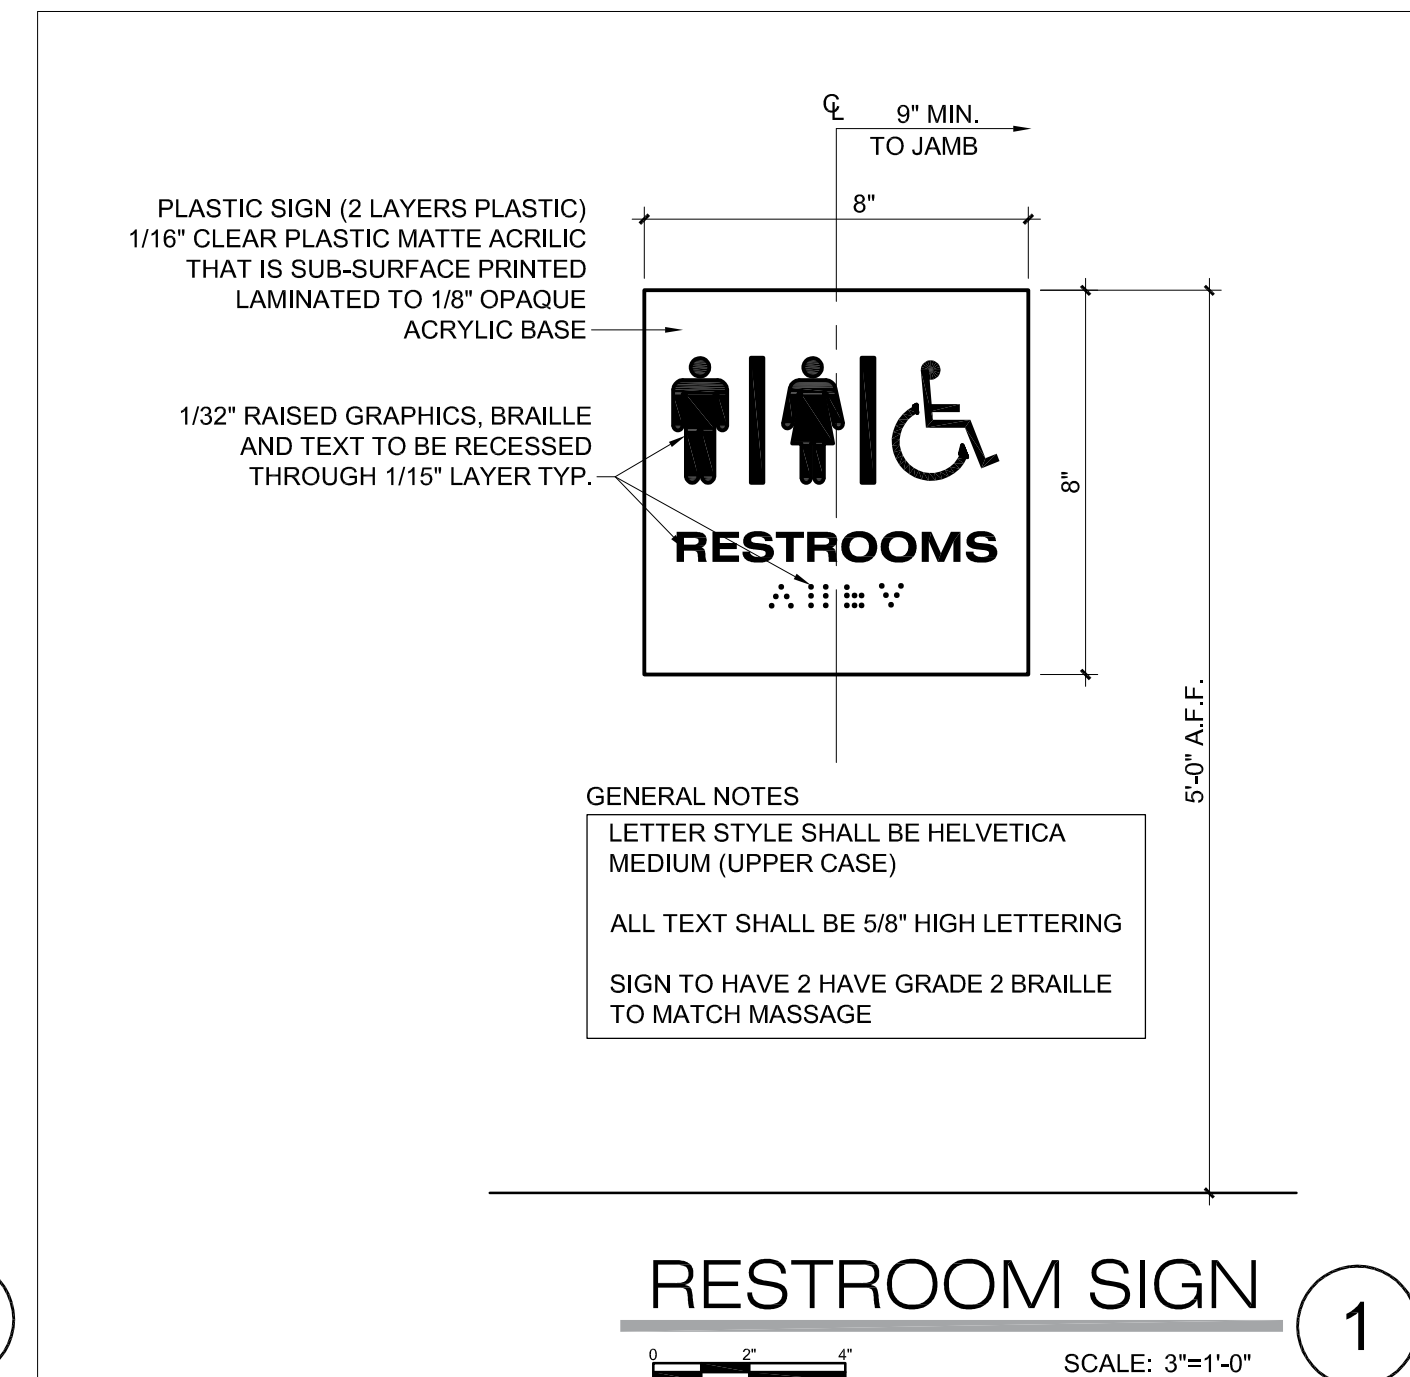 ℄
9" MIN.
TO JAMB
8"
PLASTIC SIGN (2 LAYERS PLASTIC)
1/16" CLEAR PLASTIC MATTE ACRILIC
THAT IS SUB-SURFACE PRINTED
LAMINATED TO 1/8" OPAQUE
ACRYLIC BASE
1/32" RAISED GRAPHICS, BRAILLE
AND TEXT TO BE RECESSED
THROUGH 1/15" LAYER TYP.
8"
RESTROOMS
5'-0" A.F.F.
GENERAL NOTES
LETTER STYLE SHALL BE HELVETICA
MEDIUM (UPPER CASE)
ALL TEXT SHALL BE 5/8" HIGH LETTERING
SIGN TO HAVE 2 HAVE GRADE 2 BRAILLE
TO MATCH MASSAGE
RESTROOM SIGN
1
0 2" 4"
SCALE: 3"=1'-0"